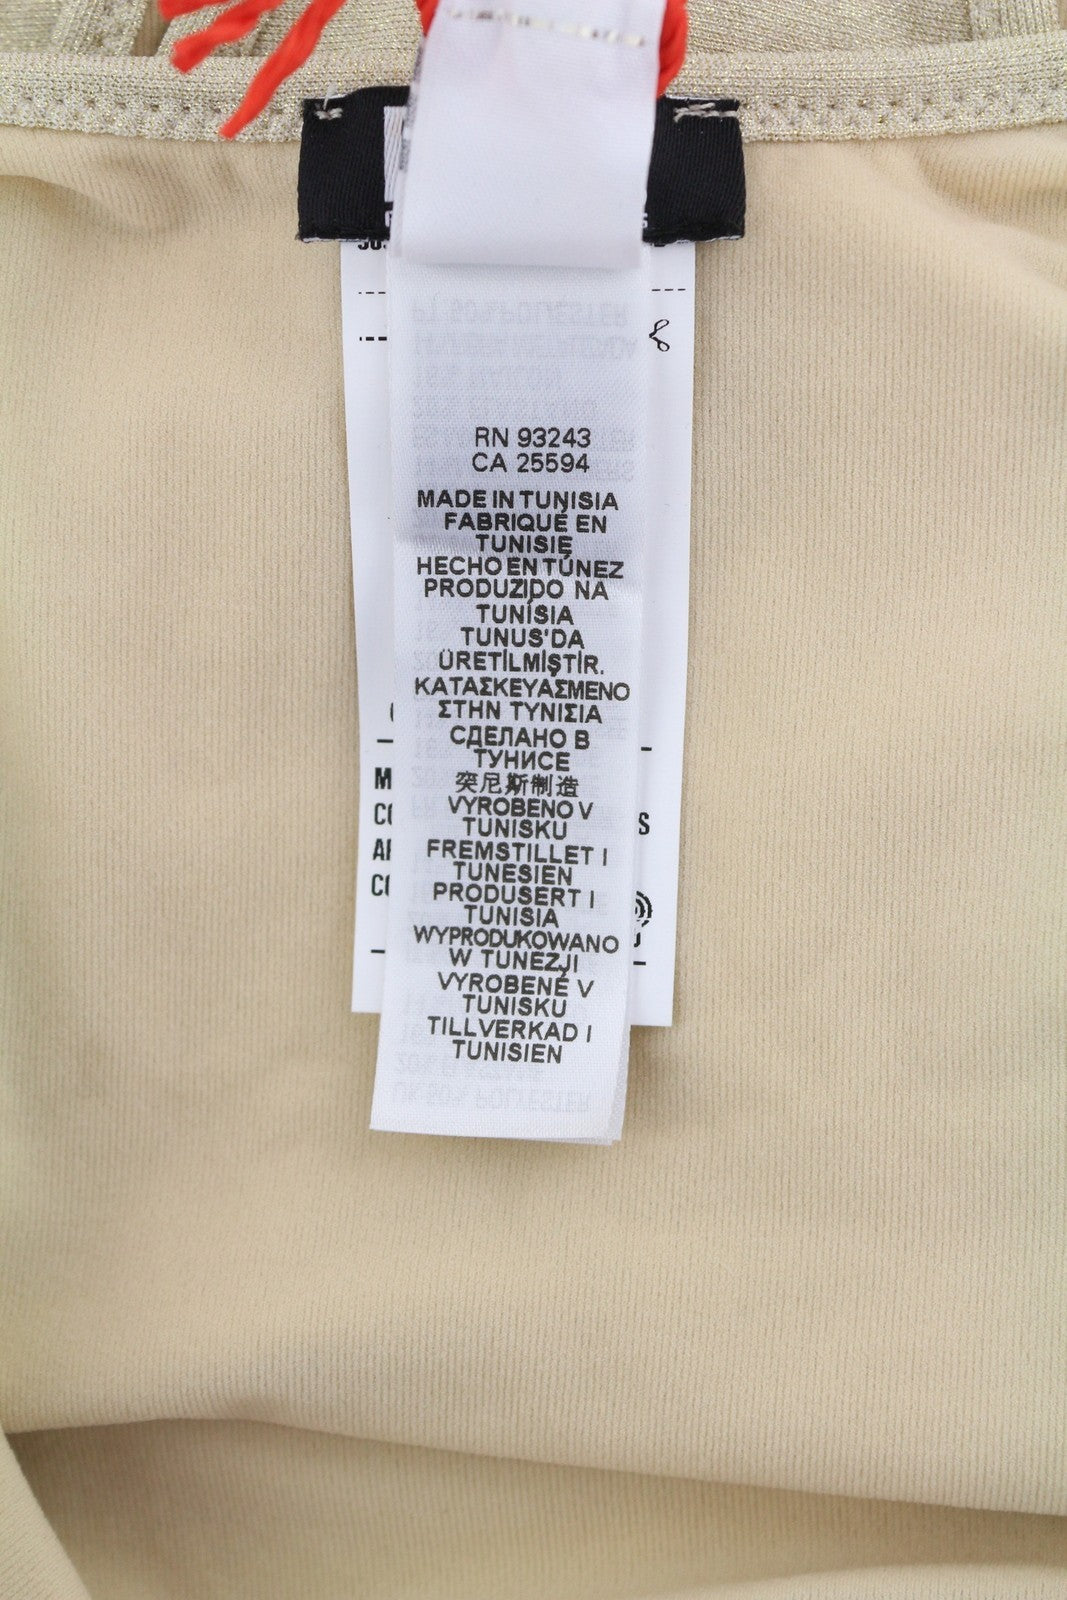 RN 93243
CA 25594
MADE IN TUNISIA
FABRIQUÉ EN
TUNISIE
HECHO EN TÚNEZ
PRODUZIDO NA
TUNÍSIA
TUNUS'DA
ÜRETİLMİŞTİR.
ΚΑΤΑΣΚΕΥΑΣΜΕΝΟ
ΣΤΗΝ ΤΥΝΙΣΙΑ
СДЕЛАНО В
ТУНИСЕ
突尼斯制造
VYROBENO V
TUNISKU
FREMSTILLET I
TUNESIEN
PRODUSERT I
TUNISIA
WYPRODUKOWANO
W TUNEZJI
VYROBENÉ V
TUNISKU
TILLVERKAD I
TUNISIEN